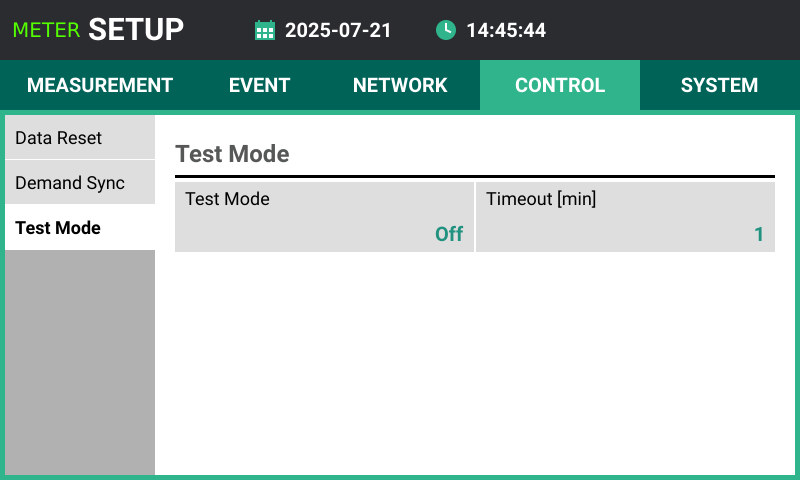 METER SETUP 2025-07-21 14:45:44
MEASUREMENT EVENT NETWORK CONTROL SYSTEM
Data Reset
Demand Sync
Test Mode
Test Mode
Test Mode Timeout [min]
Off 1